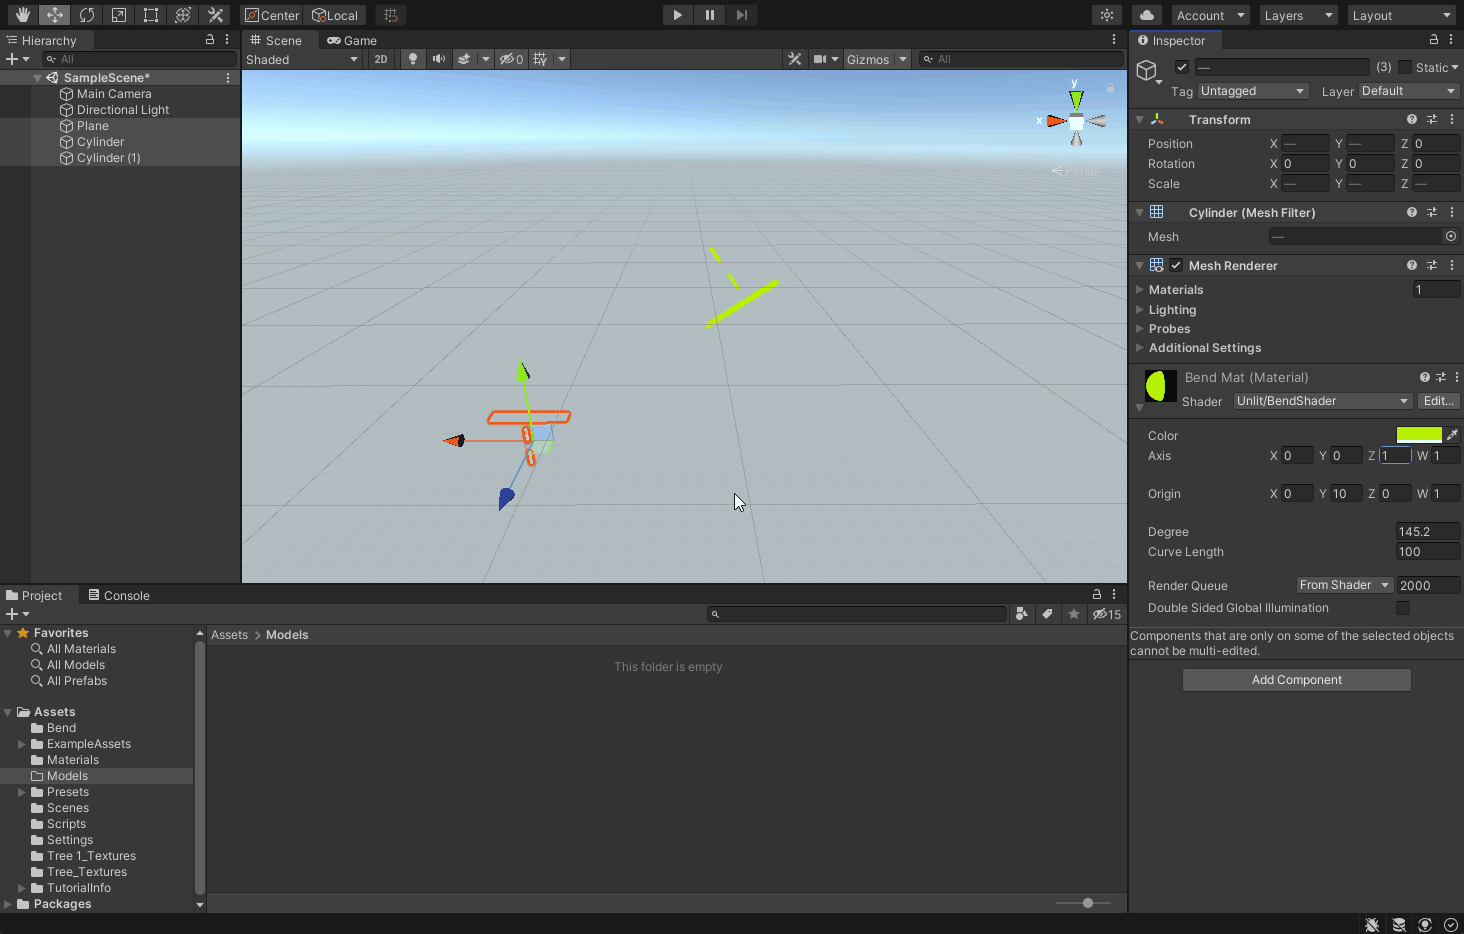 Center Local Account Layers Layout
Hierarchy
All
SampleScene*
Main Camera
Directional Light
Plane
Cylinder
Cylinder (1)
Scene Game
Shaded 2D 0 Gizmos All
y
x
Persp
Inspector
— (3) Static
Tag Untagged Layer Default
Transform
Position X — Y — Z 0
Rotation X 0 Y 0 Z 0
Scale X — Y — Z —
Cylinder (Mesh Filter)
Mesh —
Mesh Renderer
Materials 1
Lighting
Probes
Additional Settings
Bend Mat (Material)
Shader Unlit/BendShader Edit...
Color
Axis X 0 Y 0 Z 1 W 1
Origin X 0 Y 10 Z 0 W 1
Degree 145.2
Curve Length 100
Render Queue From Shader 2000
Double Sided Global Illumination
Components that are only on some of the selected objects
cannot be multi-edited.
Add Component
Project Console
15
Favorites
All Materials
All Models
All Prefabs
Assets
Bend
ExampleAssets
Materials
Models
Presets
Scenes
Scripts
Settings
Tree 1_Textures
Tree_Textures
TutorialInfo
Packages
Assets > Models
This folder is empty